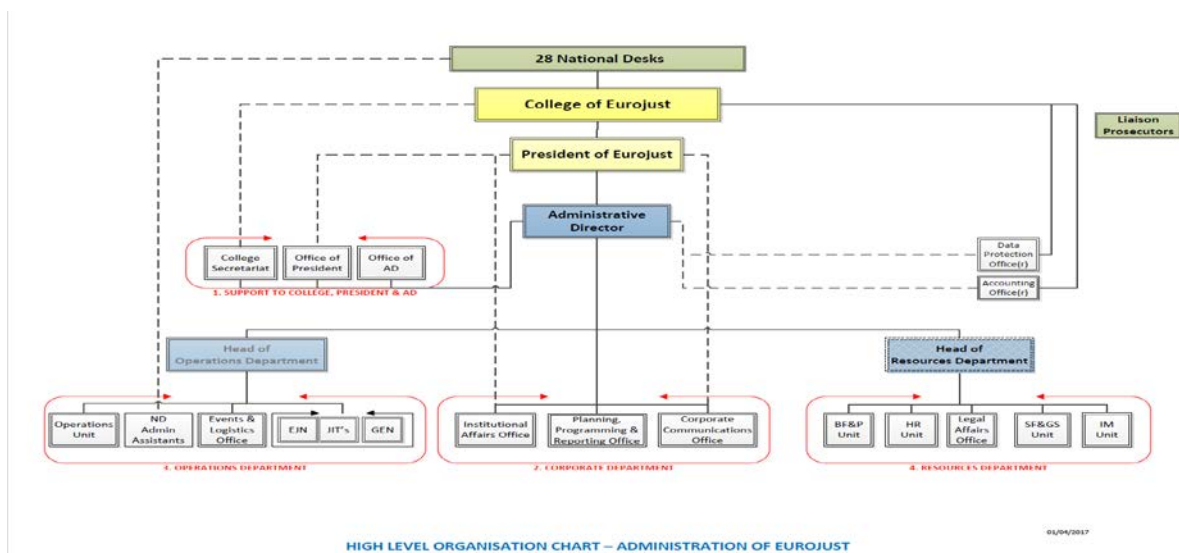 28 National Desks
College of Eurojust
Liaison
Prosecutors
President of Eurojust
Administrative
Director
College
Secretariat
Office of
President
Office of
AD
Data
Protection
Office(r)
Accounting
Office(r)
1. SUPPORT TO COLLEGE, PRESIDENT & AD
Head of
Operations Department
Head of
Resources Department
Operations
Unit
ND
Admin
Assistants
Events &
Logistics
Office
EJN
JIT's
GEN
Institutional
Affairs Office
Planning,
Programming &
Reporting Office
Corporate
Communications
Office
BF&P
Unit
HR
Unit
Legal
Affairs
Office
SF&GS
Unit
IM
Unit
3. OPERATIONS DEPARTMENT
2. CORPORATE DEPARTMENT
4. RESOURCES DEPARTMENT
01/04/2017
HIGH LEVEL ORGANISATION CHART – ADMINISTRATION OF EUROJUST